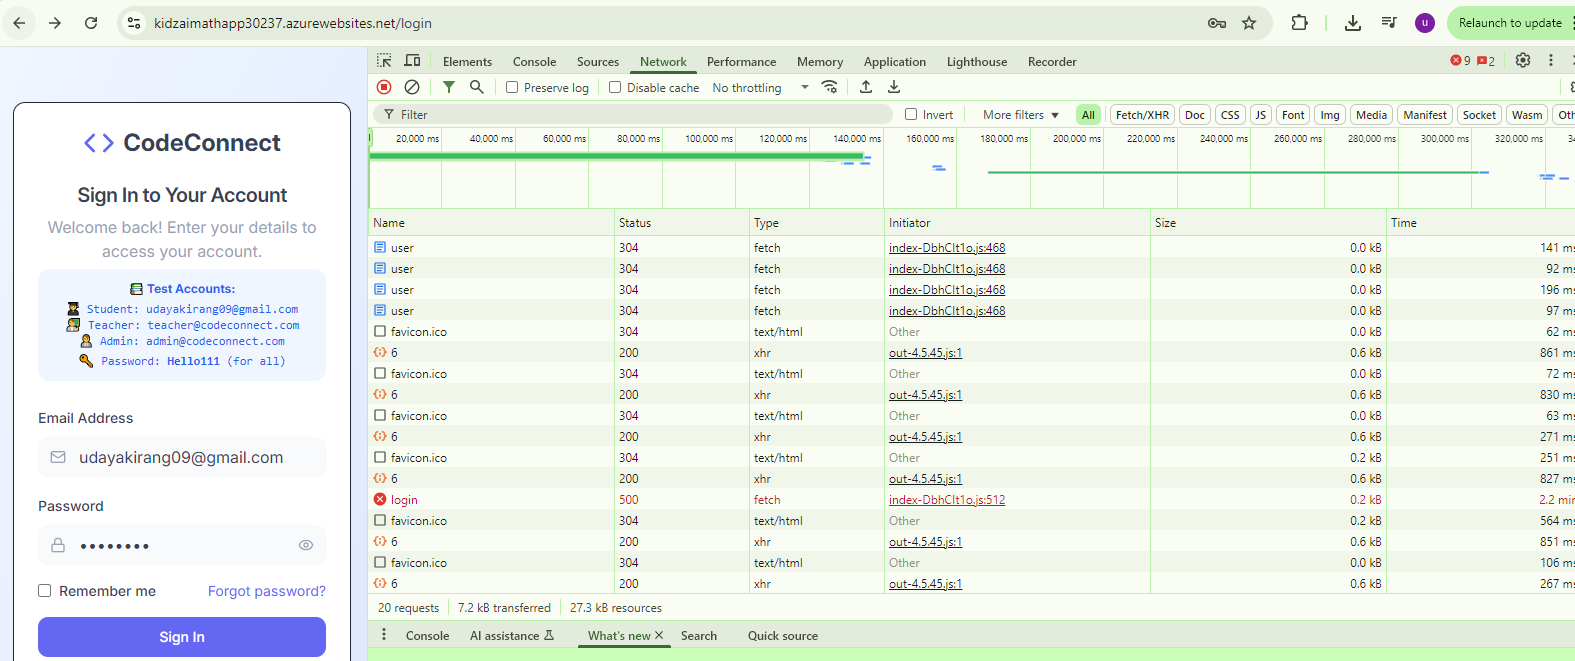 kidzaimathapp30237.azurewebsites.net/login
u
Relaunch to update
Elements Console Sources Network Performance Memory Application Lighthouse Recorder 9 2
Preserve log Disable cache No throttling
Filter Invert More filters All Fetch/XHR Doc CSS JS Font Img Media Manifest Socket Wasm Oth
20,000 ms 40,000 ms 60,000 ms 80,000 ms 100,000 ms 120,000 ms 140,000 ms 160,000 ms 180,000 ms 200,000 ms 220,000 ms 240,000 ms 260,000 ms 280,000 ms 300,000 ms 320,000 ms
CodeConnect
Sign In to Your Account
Welcome back! Enter your details to
access your account.
Test Accounts:
Student: udayakirang09@gmail.com
Teacher: teacher@codeconnect.com
Admin: admin@codeconnect.com
Password: Hello111 (for all)
Email Address
udayakirang09@gmail.com
Password
Remember me Forgot password?
Sign In
Name Status Type Initiator Size Time
user 304 fetch index-DbhClt1o.js:468 0.0 kB 141 ms
user 304 fetch index-DbhClt1o.js:468 0.0 kB 92 ms
user 304 fetch index-DbhClt1o.js:468 0.0 kB 196 ms
user 304 fetch index-DbhClt1o.js:468 0.0 kB 97 ms
favicon.ico 304 text/html Other 0.0 kB 62 ms
6 200 xhr out-4.5.45.js:1 0.6 kB 861 ms
favicon.ico 304 text/html Other 0.0 kB 72 ms
6 200 xhr out-4.5.45.js:1 0.6 kB 830 ms
favicon.ico 304 text/html Other 0.0 kB 63 ms
6 200 xhr out-4.5.45.js:1 0.6 kB 271 ms
favicon.ico 304 text/html Other 0.2 kB 251 ms
6 200 xhr out-4.5.45.js:1 0.6 kB 827 ms
login 500 fetch index-DbhClt1o.js:512 0.2 kB 2.2 min
favicon.ico 304 text/html Other 0.2 kB 564 ms
6 200 xhr out-4.5.45.js:1 0.6 kB 851 ms
favicon.ico 304 text/html Other 0.0 kB 106 ms
6 200 xhr out-4.5.45.js:1 0.6 kB 267 ms
20 requests 7.2 kB transferred 27.3 kB resources
Console AI assistance What's new Search Quick source